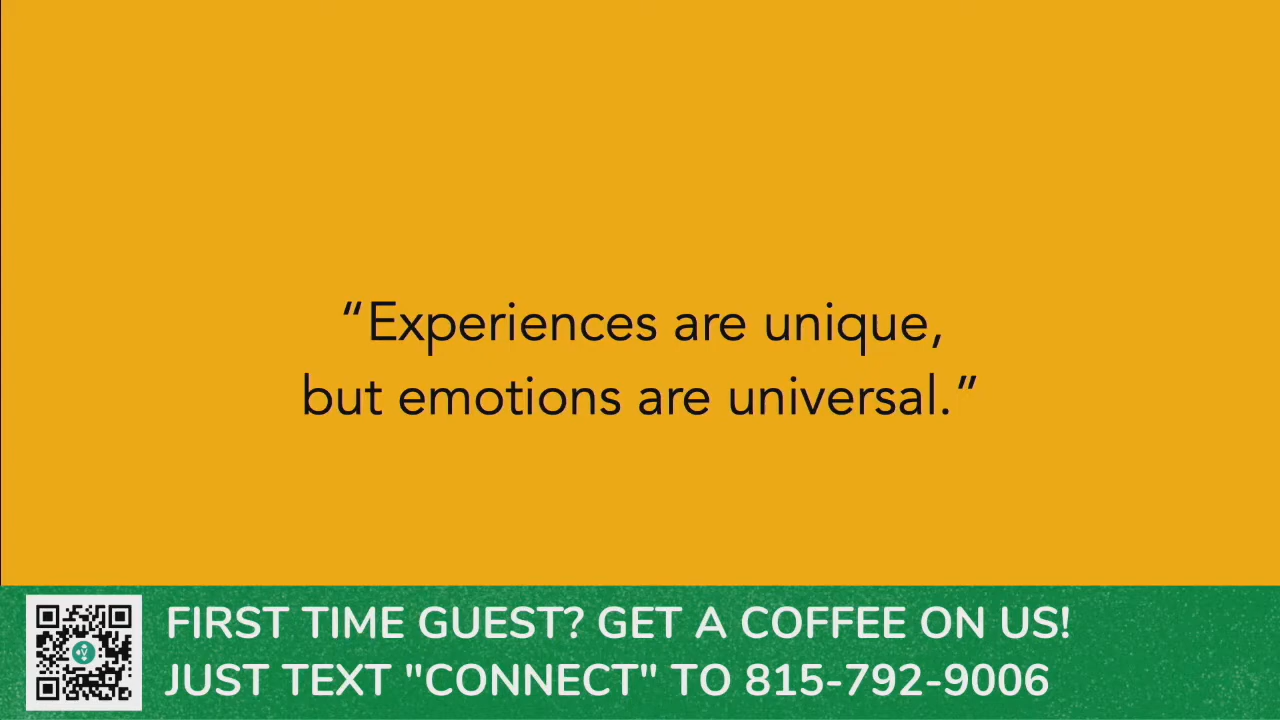 “Experiences are unique,
but emotions are universal.”
FIRST TIME GUEST? GET A COFFEE ON US!
JUST TEXT "CONNECT" TO 815-792-9006